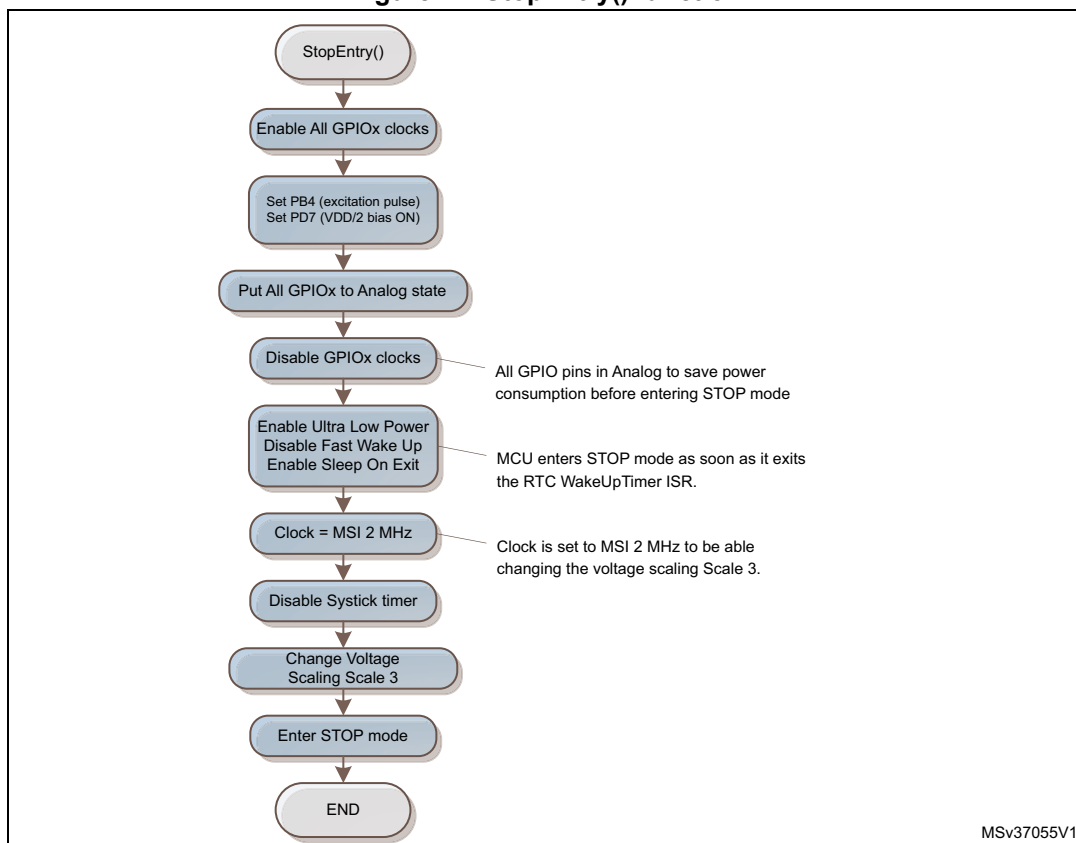 StopEntry()
Enable All GPIOx clocks
Set PB4 (excitation pulse)
Set PD7 (VDD/2 bias ON)
Put All GPIOx to Analog state
Disable GPIOx clocks
All GPIO pins in Analog to save power
consumption before entering STOP mode
Enable Ultra Low Power
Disable Fast Wake Up
Enable Sleep On Exit
MCU enters STOP mode as soon as it exits
the RTC WakeUpTimer ISR.
Clock = MSI 2 MHz
Clock is set to MSI 2 MHz to be able
changing the voltage scaling Scale 3.
Disable Systick timer
Change Voltage
Scaling Scale 3
Enter STOP mode
END
MSv37055V1